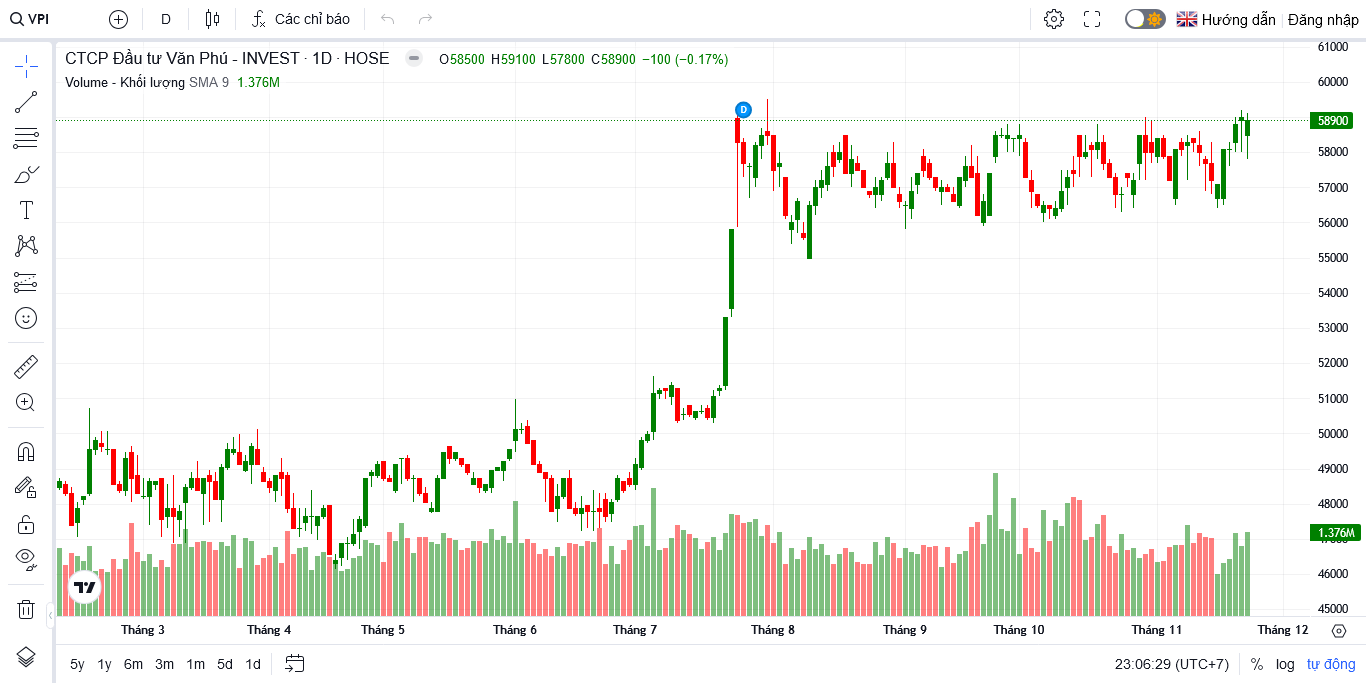 VPI D Các chỉ báo Hướng dẫn Đăng nhập
CTCP Đầu tư Văn Phú - INVEST · 1D · HOSE O58500 H59100 L57800 C58900 −100 (−0.17%)
Volume - Khối lượng SMA 9 1.376M
D
61000
60000
58900
58000
57000
56000
55000
54000
53000
52000
51000
50000
49000
48000
1.376M
46000
45000
Tháng 3 Tháng 4 Tháng 5 Tháng 6 Tháng 7 Tháng 8 Tháng 9 Tháng 10 Tháng 11 Tháng 12
5y 1y 6m 3m 1m 5d 1d 23:06:29 (UTC+7) % log tự động